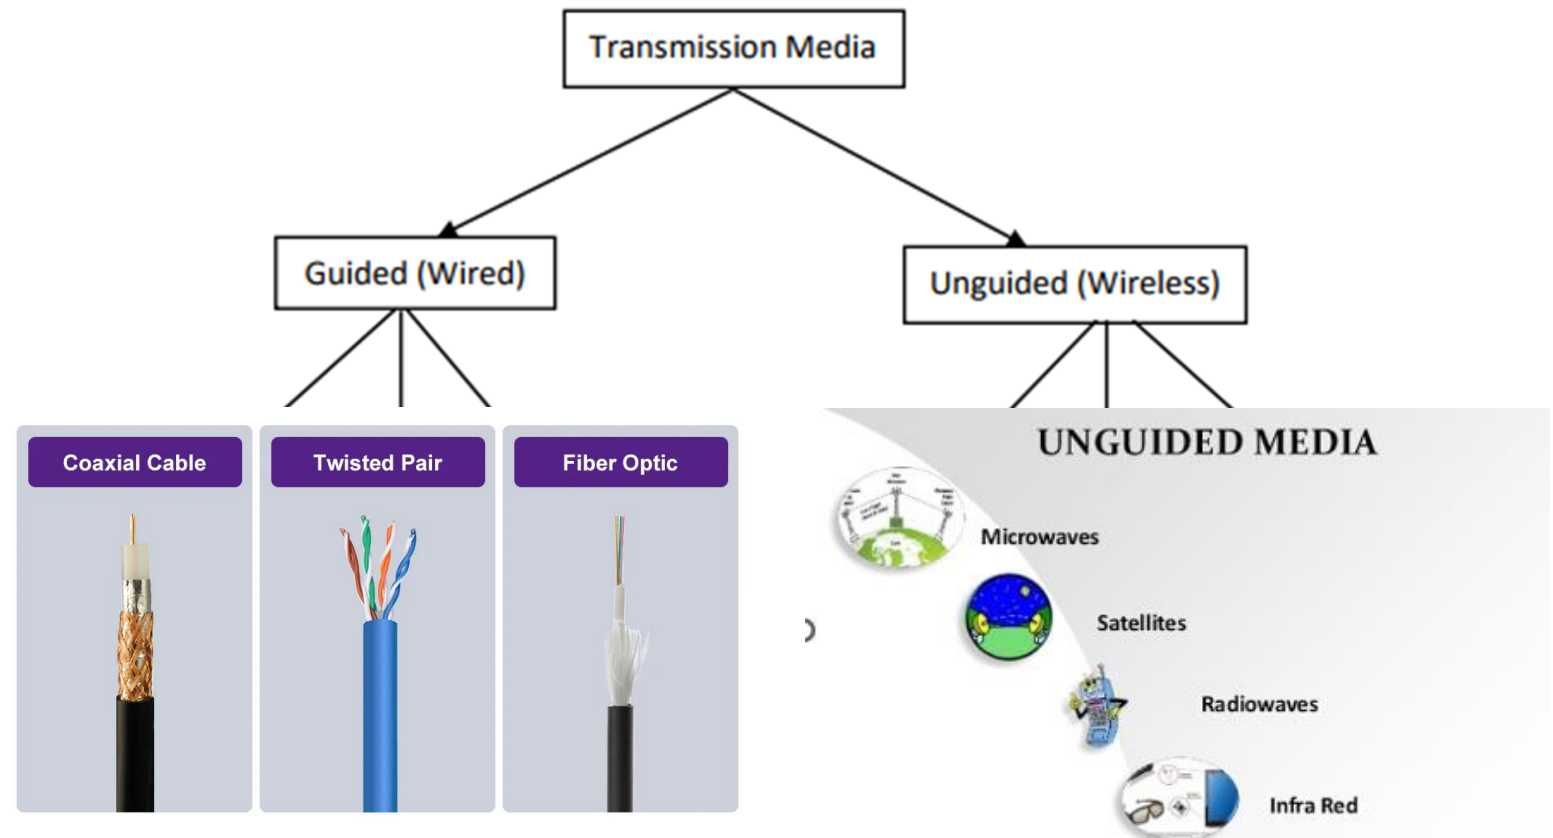 Transmission Media
Guided (Wired)
Unguided (Wireless)
Coaxial Cable
Twisted Pair
Fiber Optic
UNGUIDED MEDIA
Microwaves
Satellites
Radiowaves
Infra Red